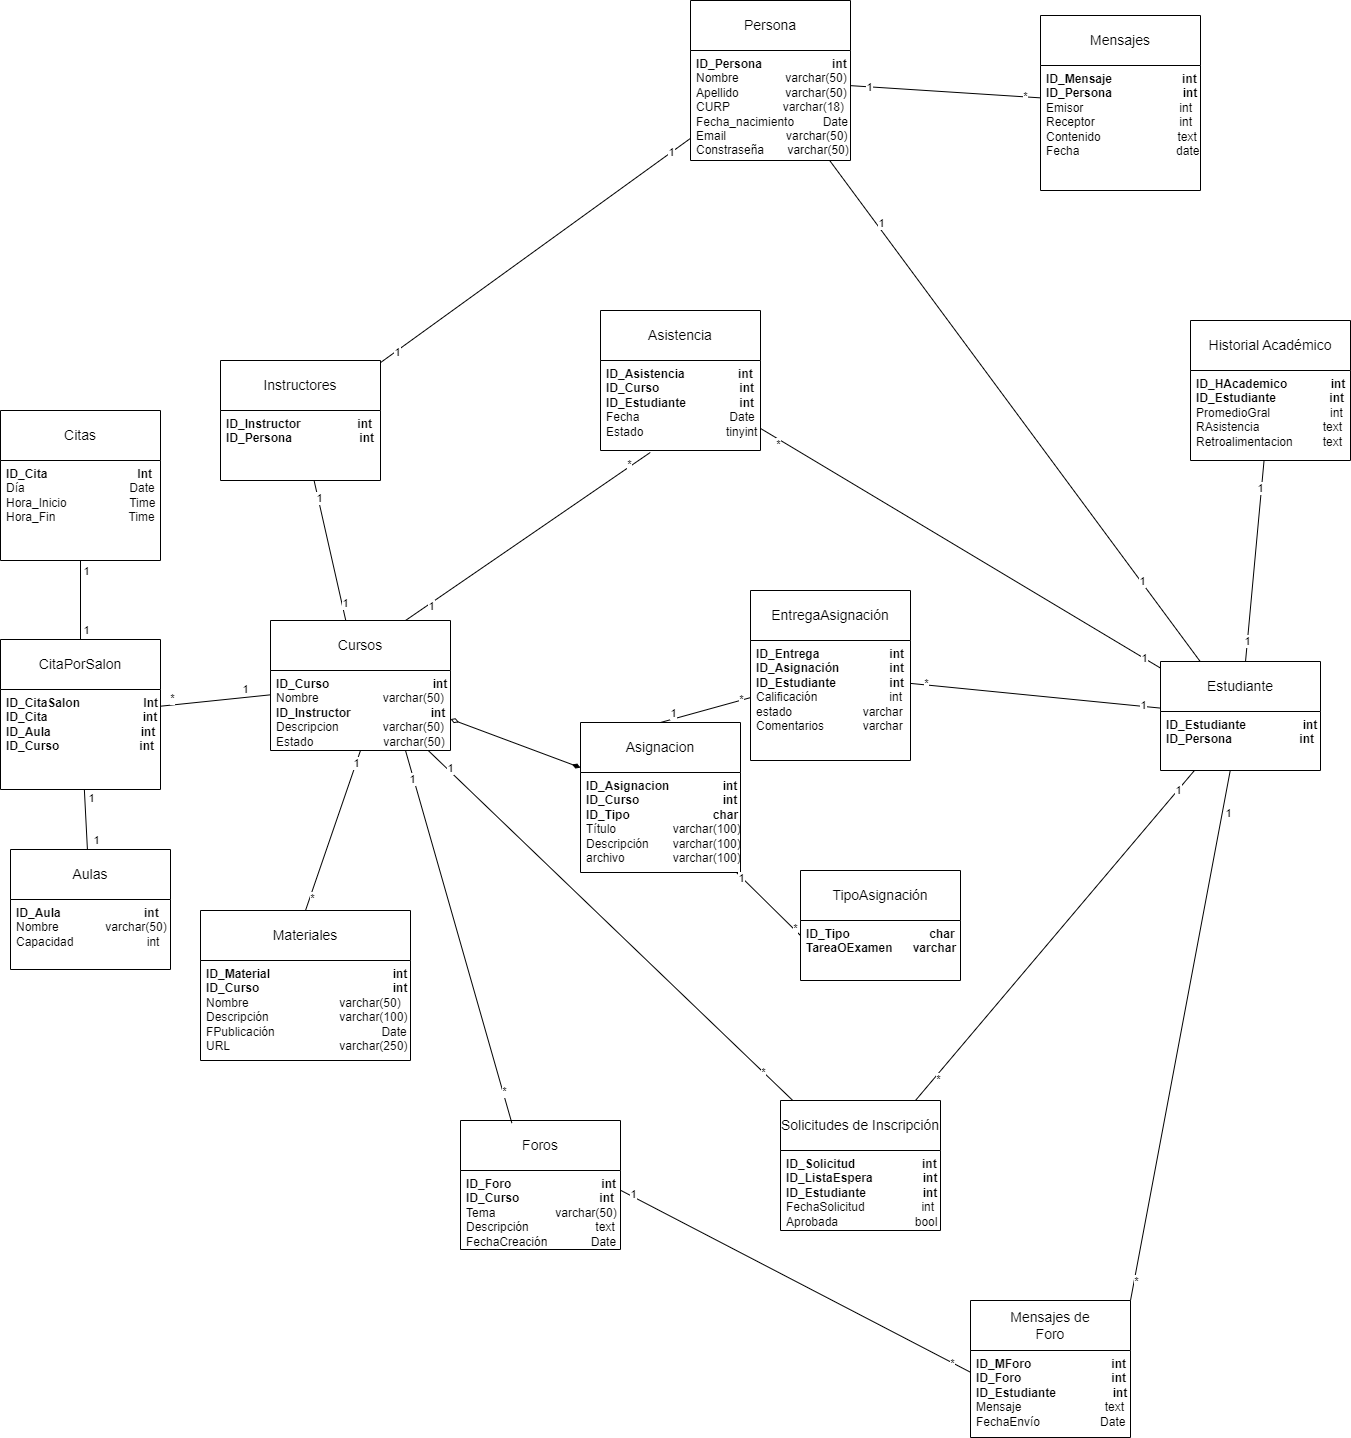 Persona
ID_Persona int
Nombre varchar(50)
Apellido varchar(50)
CURP varchar(18)
Fecha_nacimiento Date
Email varchar(50)
Constraseña varchar(50)
Mensajes
ID_Mensaje int
ID_Persona int
Emisor int
Receptor int
Contenido text
Fecha date
1
*
1
1
1
1
Asistencia
ID_Asistencia int
ID_Curso int
ID_Estudiante int
Fecha Date
Estado tinyint
Historial Académico
ID_HAcademico int
ID_Estudiante int
PromedioGral int
RAsistencia text
Retroalimentacion text
Instructores
ID_Instructor int
ID_Persona int
Citas
ID_Cita Int
Día Date
Hora_Inicio Time
Hora_Fin Time
*
*
1
1
1
1
1
1
1
1
1
1
Cursos
ID_Curso int
Nombre varchar(50)
ID_Instructor int
Descripcion varchar(50)
Estado varchar(50)
EntregaAsignación
ID_Entrega int
ID_Asignación int
ID_Estudiante int
Calificación int
estado varchar
Comentarios varchar
CitaPorSalon
ID_CitaSalon Int
ID_Cita int
ID_Aula int
ID_Curso int
Estudiante
ID_Estudiante int
ID_Persona int
*
1
1
*
*
1
Asignacion
ID_Asignacion int
ID_Curso int
ID_Tipo char
Título varchar(100)
Descripción varchar(100)
archivo varchar(100)
1
1
1
1
1
1
1
Aulas
ID_Aula int
Nombre varchar(50)
Capacidad int
1
*
TipoAsignación
ID_Tipo char
TareaOExamen varchar
*
Materiales
ID_Material int
ID_Curso int
Nombre varchar(50)
Descripción varchar(100)
FPublicación Date
URL varchar(250)
*
*
*
Foros
ID_Foro int
ID_Curso int
Tema varchar(50)
Descripción text
FechaCreación Date
Solicitudes de Inscripción
ID_Solicitud int
ID_ListaEspera int
ID_Estudiante int
FechaSolicitud int
Aprobada bool
1
*
*
Mensajes de
Foro
ID_MForo int
ID_Foro int
ID_Estudiante int
Mensaje text
FechaEnvío Date